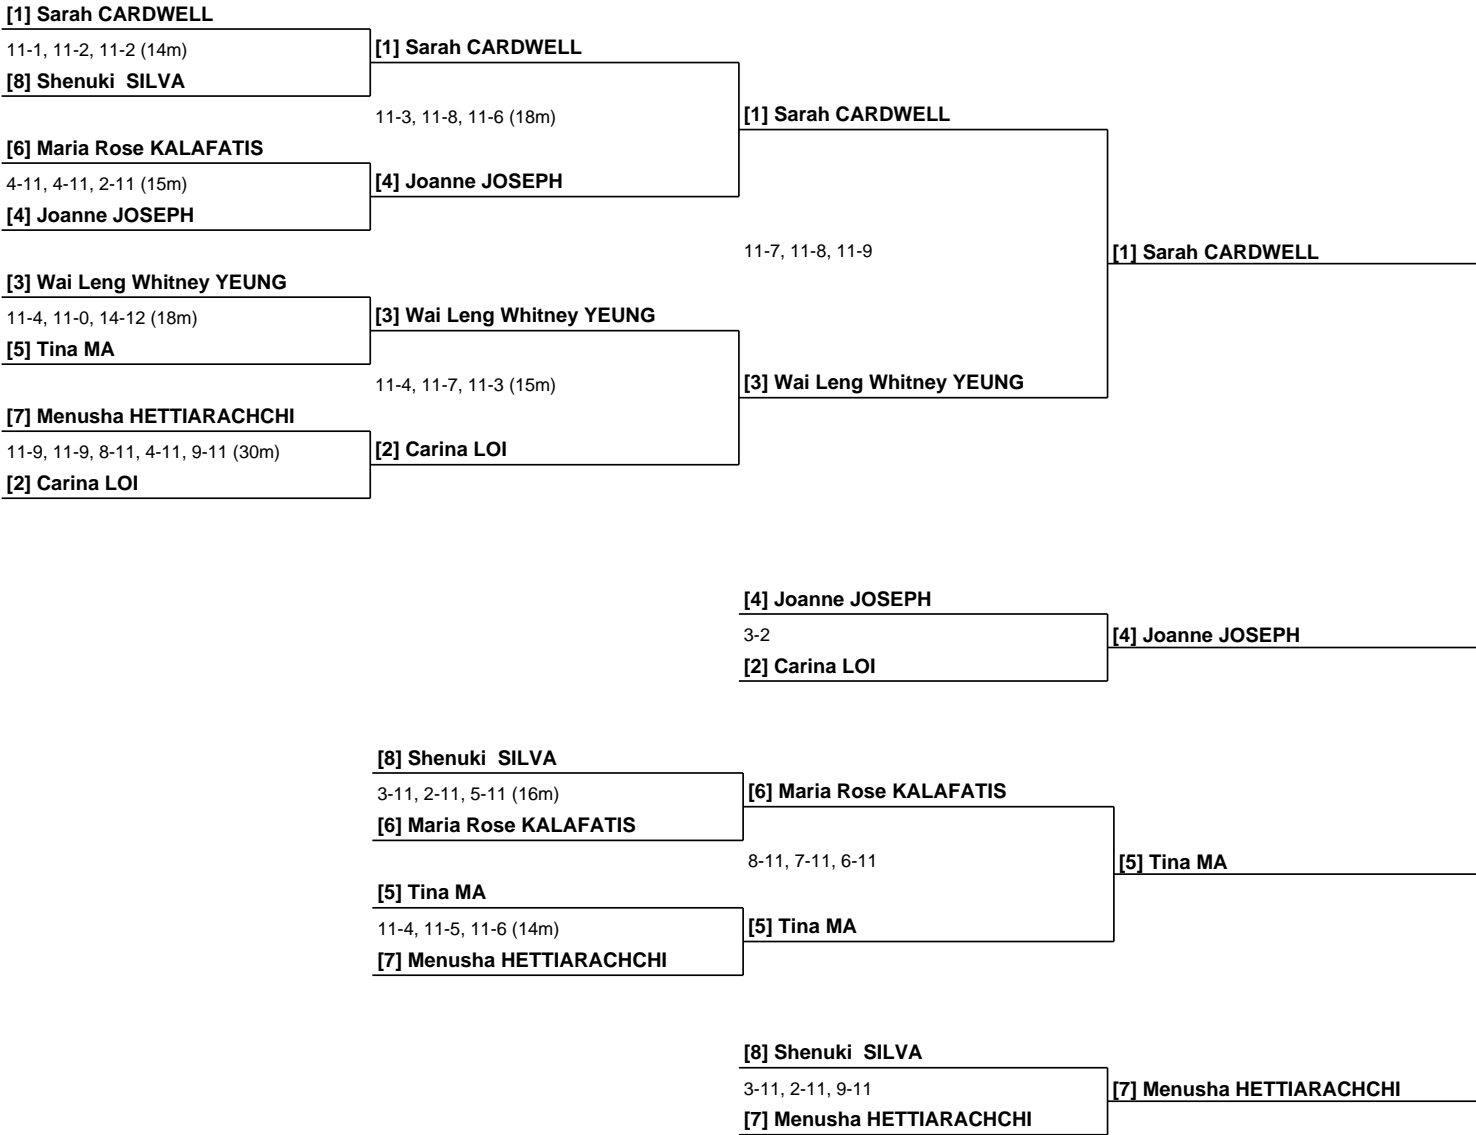 [1] Sarah CARDWELL
11-1, 11-2, 11-2 (14m)
[1] Sarah CARDWELL
[8] Shenuki  SILVA
11-3, 11-8, 11-6 (18m)
[1] Sarah CARDWELL
[6] Maria Rose KALAFATIS
4-11, 4-11, 2-11 (15m)
[4] Joanne JOSEPH
[4] Joanne JOSEPH
11-7, 11-8, 11-9
[1] Sarah CARDWELL
[3] Wai Leng Whitney YEUNG
11-4, 11-0, 14-12 (18m)
[3] Wai Leng Whitney YEUNG
[5] Tina MA
11-4, 11-7, 11-3 (15m)
[3] Wai Leng Whitney YEUNG
[7] Menusha HETTIARACHCHI
11-9, 11-9, 8-11, 4-11, 9-11 (30m)
[2] Carina LOI
[2] Carina LOI
[4] Joanne JOSEPH
3-2
[4] Joanne JOSEPH
[2] Carina LOI
[8] Shenuki  SILVA
3-11, 2-11, 5-11 (16m)
[6] Maria Rose KALAFATIS
[6] Maria Rose KALAFATIS
8-11, 7-11, 6-11
[5] Tina MA
[5] Tina MA
11-4, 11-5, 11-6 (14m)
[5] Tina MA
[7] Menusha HETTIARACHCHI
[8] Shenuki  SILVA
3-11, 2-11, 9-11
[7] Menusha HETTIARACHCHI
[7] Menusha HETTIARACHCHI